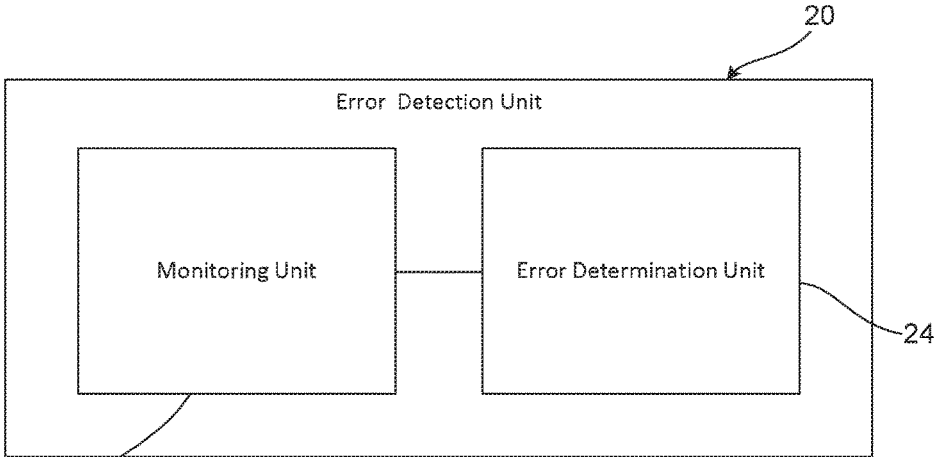 20
Error Detection Unit
Monitoring Unit
Error Determination Unit
24